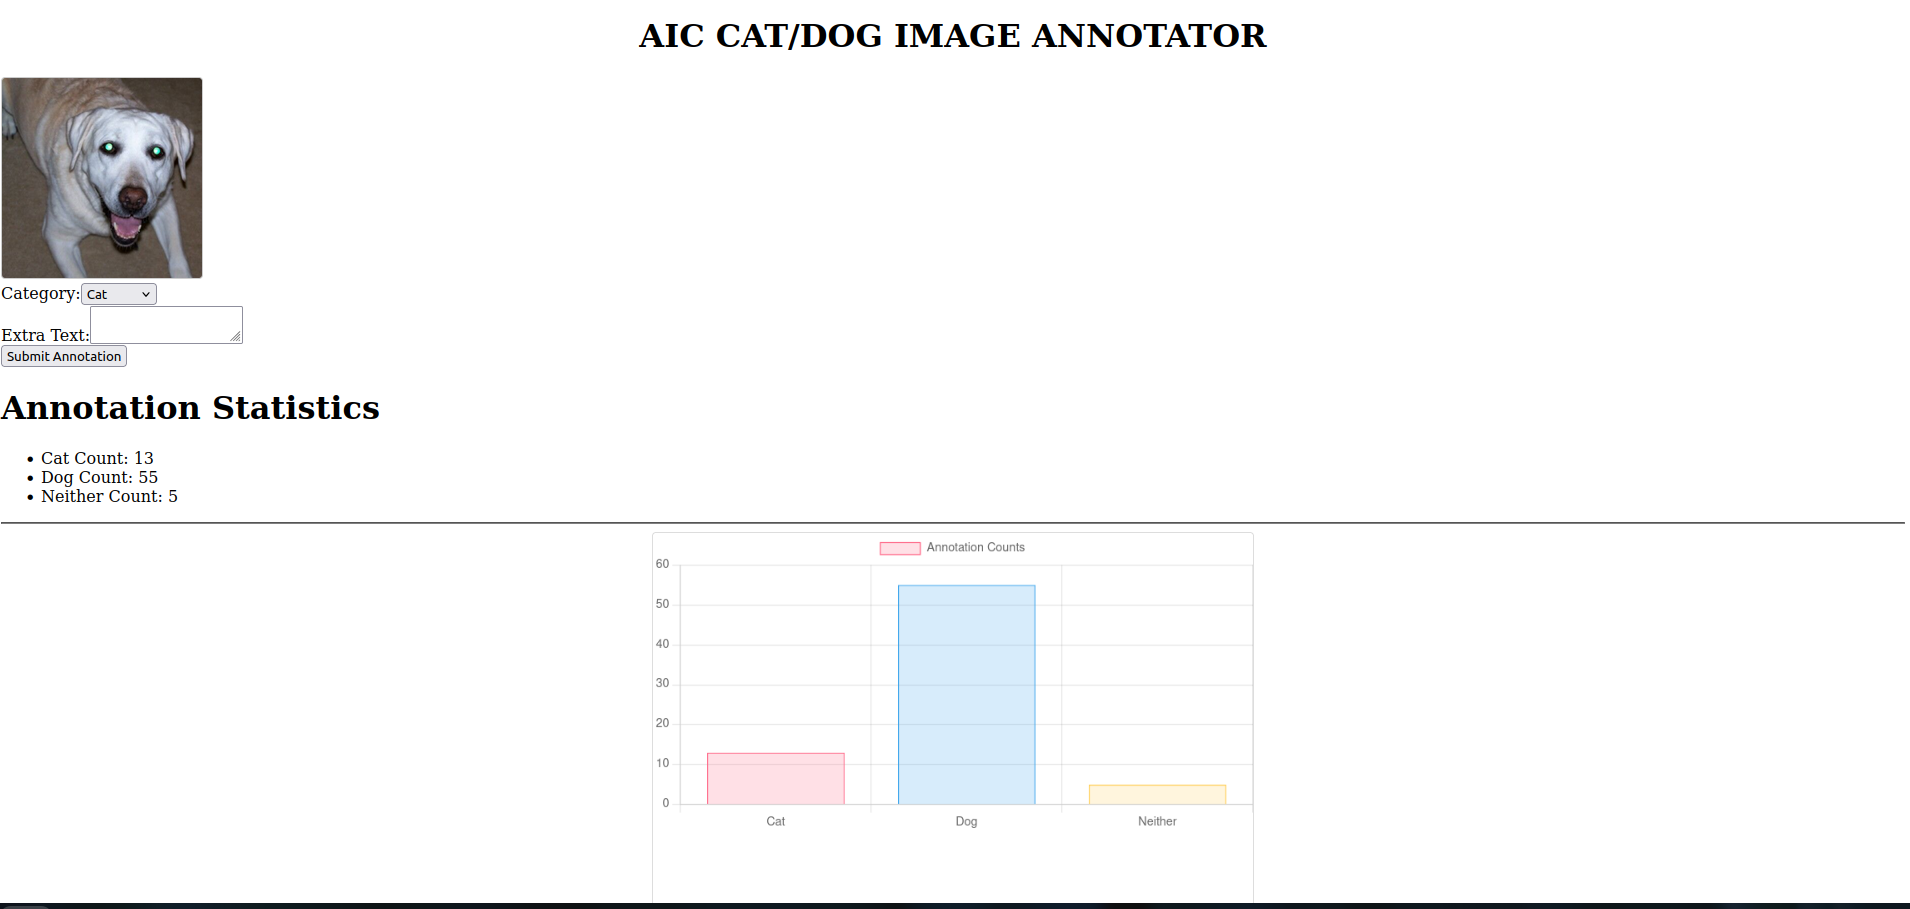 AIC CAT/DOG IMAGE ANNOTATOR
Category: Cat
Extra Text:
Submit Annotation
Annotation Statistics
• Cat Count: 13
• Dog Count: 55
• Neither Count: 5
Annotation Counts
60
50
40
30
20
10
0
Cat Dog Neither